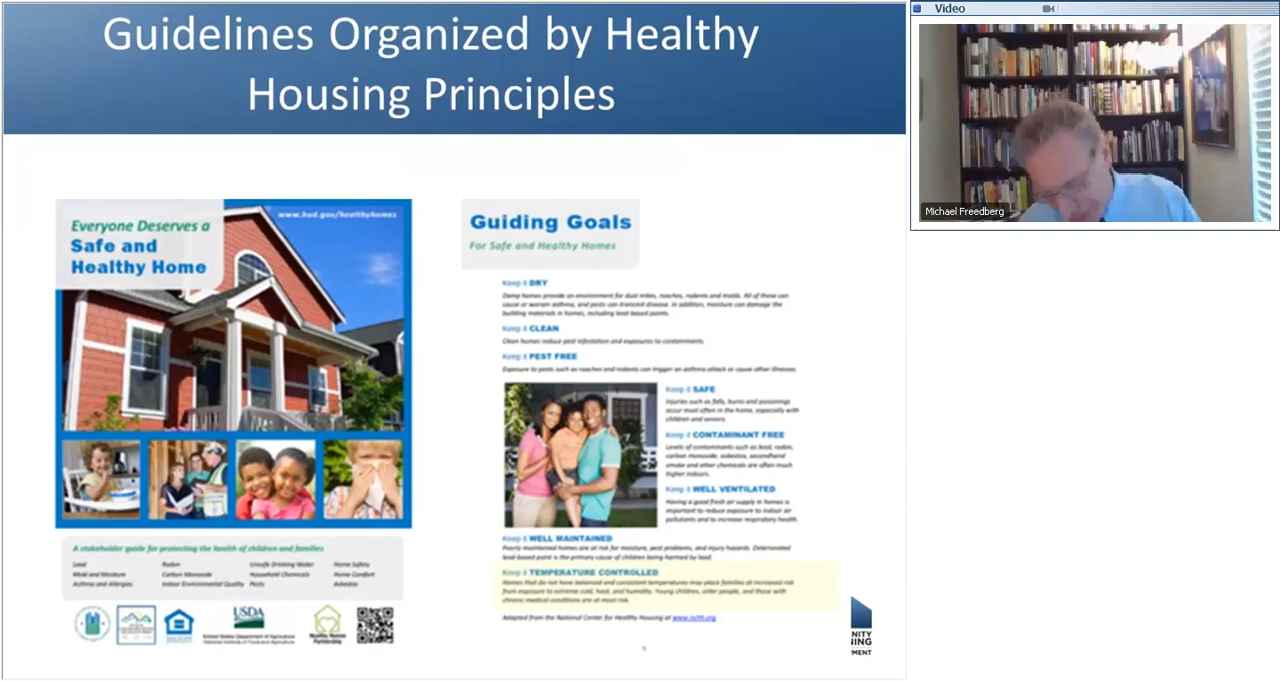 Guidelines Organized by Healthy
Housing Principles
Video
Michael Freedberg
Everyone Deserves a
Safe and
Healthy Home
www.hud.gov/healthyhomes
A stakeholder guide for protecting the health of children and families
Lead
Mold and Moisture
Asthma and Allergies
Radon
Carbon Monoxide
Indoor Environmental Quality
Unsafe Drinking Water
Household Chemicals
Pests
Home Safety
Home Comfort
Asbestos
USDA
United States Department of Agriculture
National Institute of Food and Agriculture
Healthy Homes
Partnership
Guiding Goals
For Safe and Healthy Homes
Keep it DRY
Damp homes provide an environment for dust mites, roaches, rodents and molds. All of these can
cause or worsen asthma, and pests can transmit disease. In addition, moisture can damage the
building materials in homes, including lead-based paints.
Keep it CLEAN
Clean homes reduce pest infestation and exposures to contaminants.
Keep it PEST FREE
Exposure to pests such as roaches and rodents can trigger an asthma attack or cause other illnesses.
Keep it SAFE
Injuries such as falls, burns and poisonings
occur most often in the home, especially with
children and seniors.
Keep it CONTAMINANT FREE
Levels of contaminants such as lead, radon,
carbon monoxide, asbestos, secondhand
smoke and other chemicals are often much
higher indoors.
Keep it WELL VENTILATED
Having a good fresh air supply in homes is
important to reduce exposure to indoor air
pollutants and to increase respiratory health.
Keep it WELL MAINTAINED
Poorly maintained homes are at risk for moisture, pest problems, and injury hazards. Deteriorated
lead-based paint is the primary cause of children being harmed by lead.
Keep it TEMPERATURE CONTROLLED
Homes that do not have balanced and consistent temperatures may place families at increased risk
from exposure to extreme cold, heat, and humidity. Young children, older people, and those with
chronic medical conditions are at most risk.
Adapted from the National Center for Healthy Housing at www.nchh.org
NITY
NING
MENT